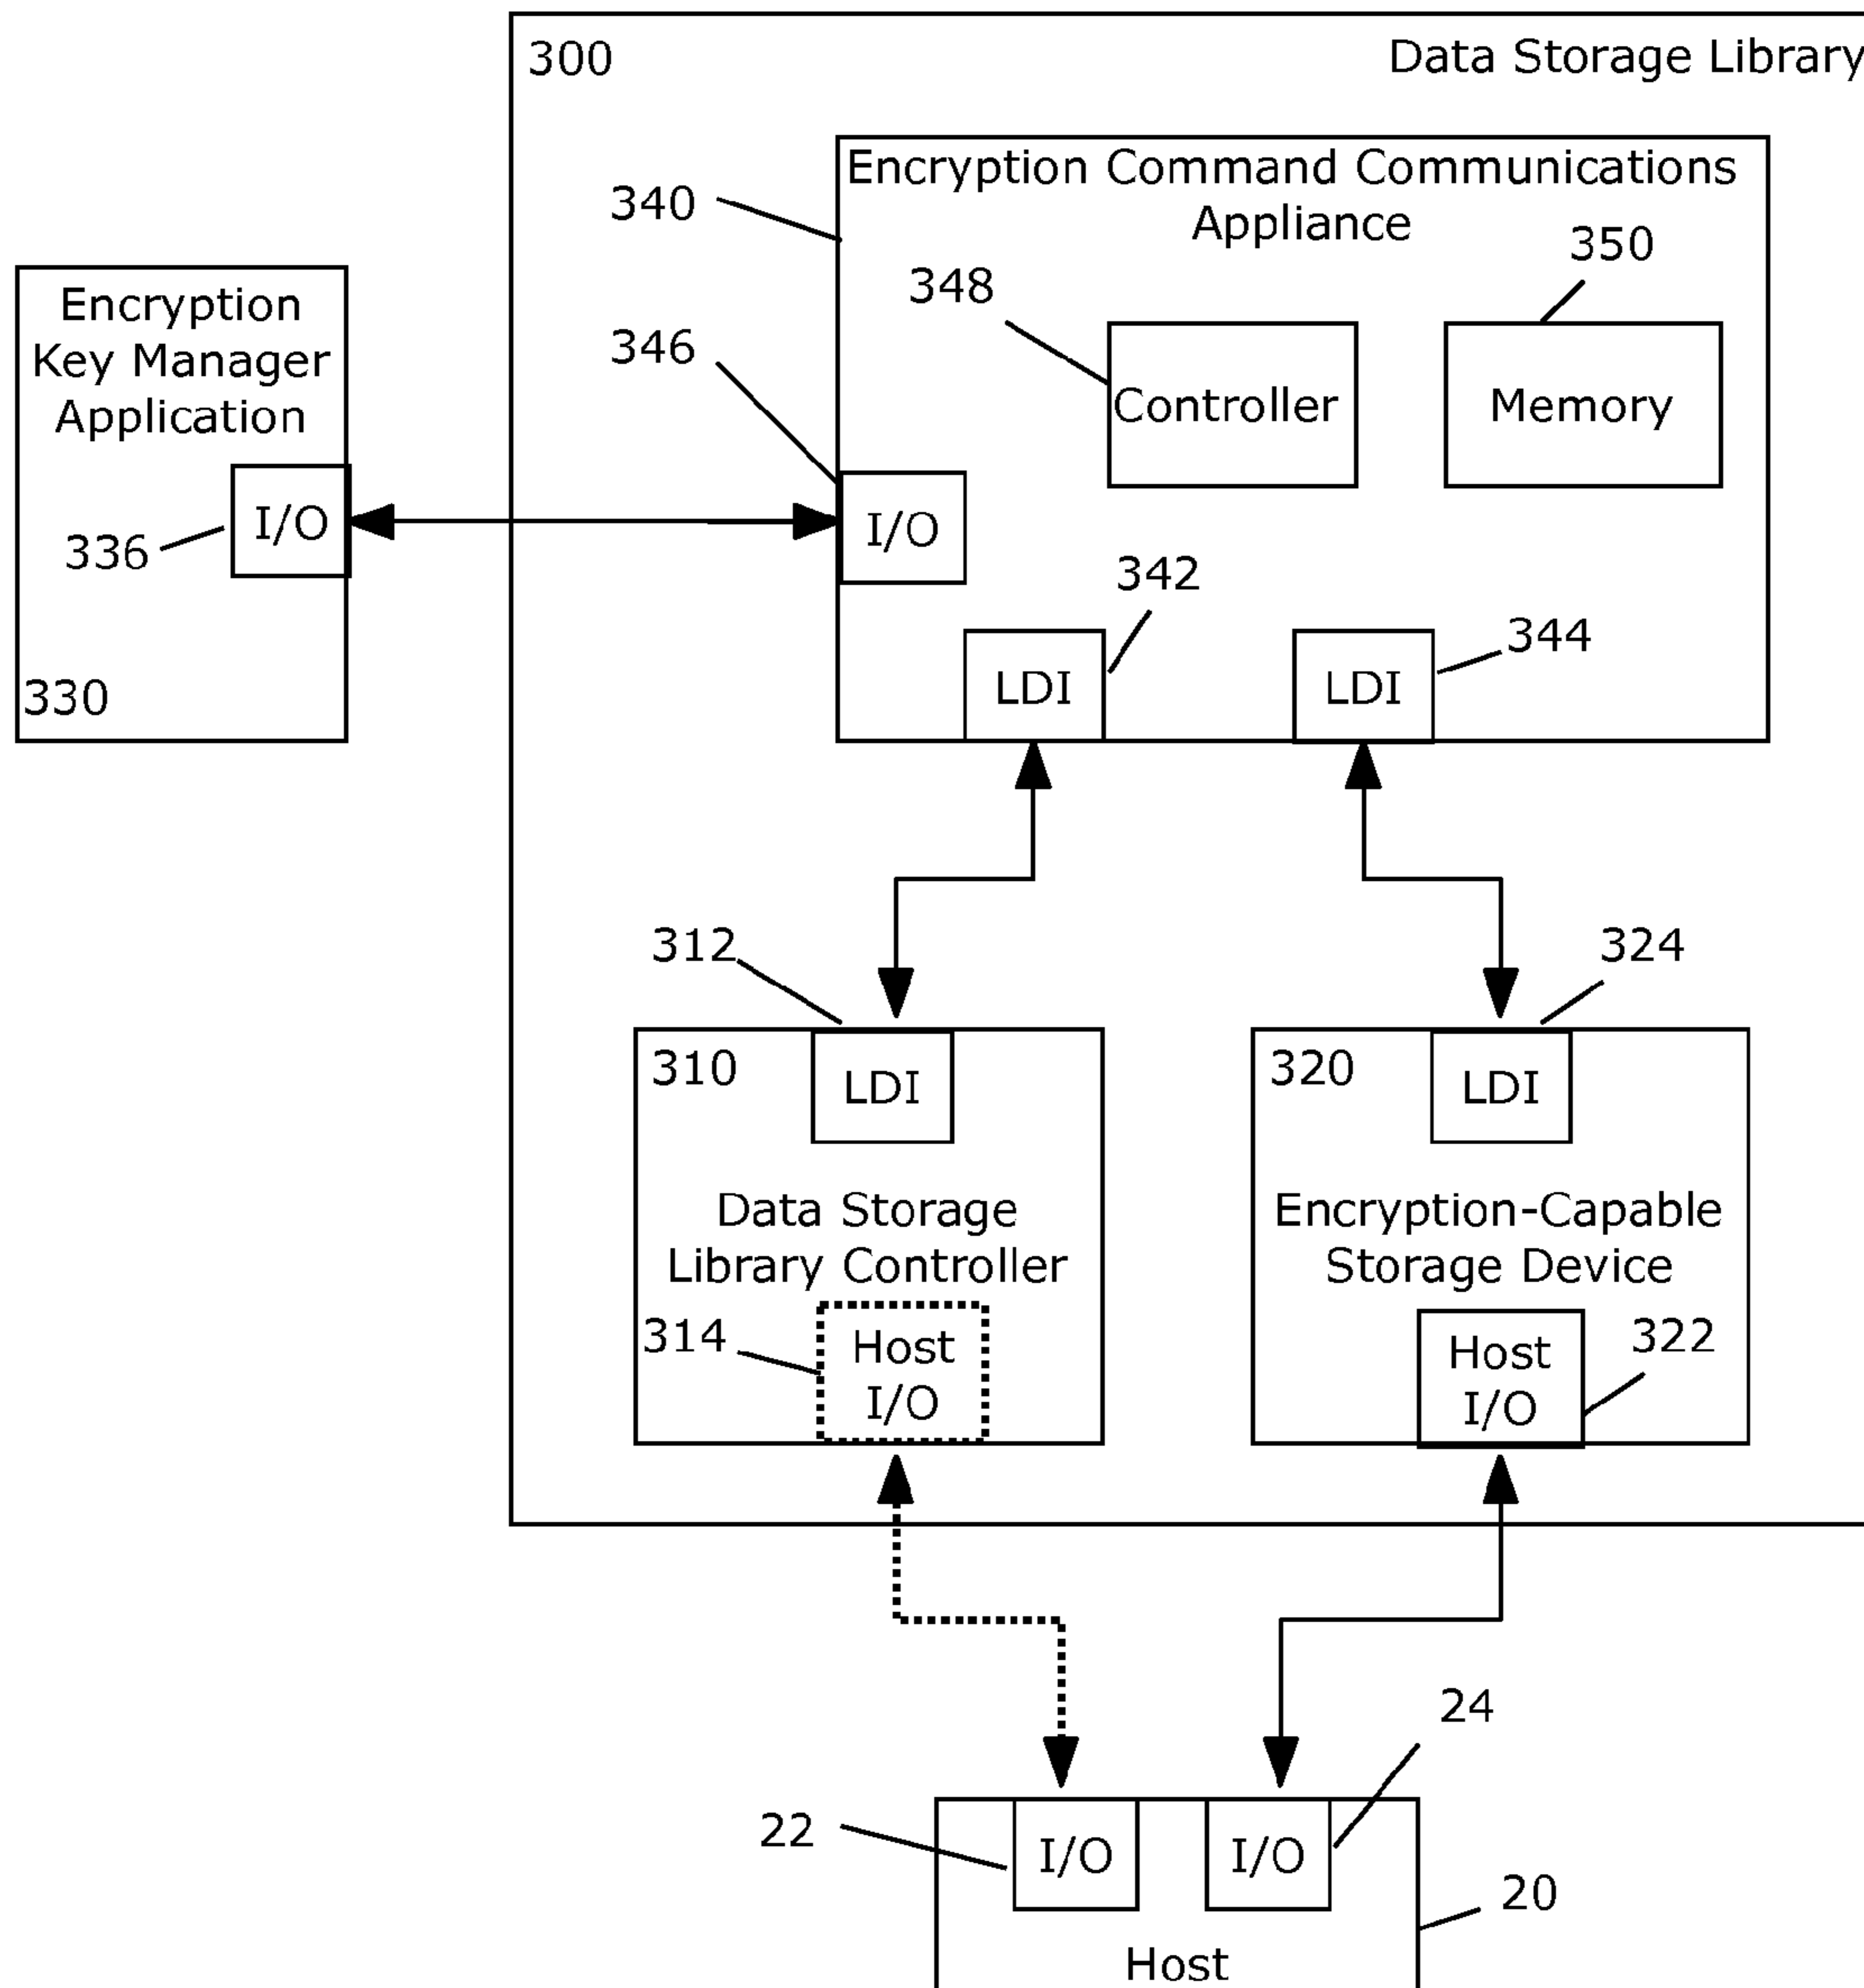 300
Data Storage Library
Encryption Command Communications
Appliance
340
350
348
346
Controller
Memory
Encryption
Key Manager
Application
I/O
336
330
I/O
342
344
LDI
LDI
312
324
310
LDI
320
LDI
Data Storage
Library Controller
Encryption-Capable
Storage Device
314
Host
I/O
Host
I/O
322
24
22
I/O
I/O
20
Host